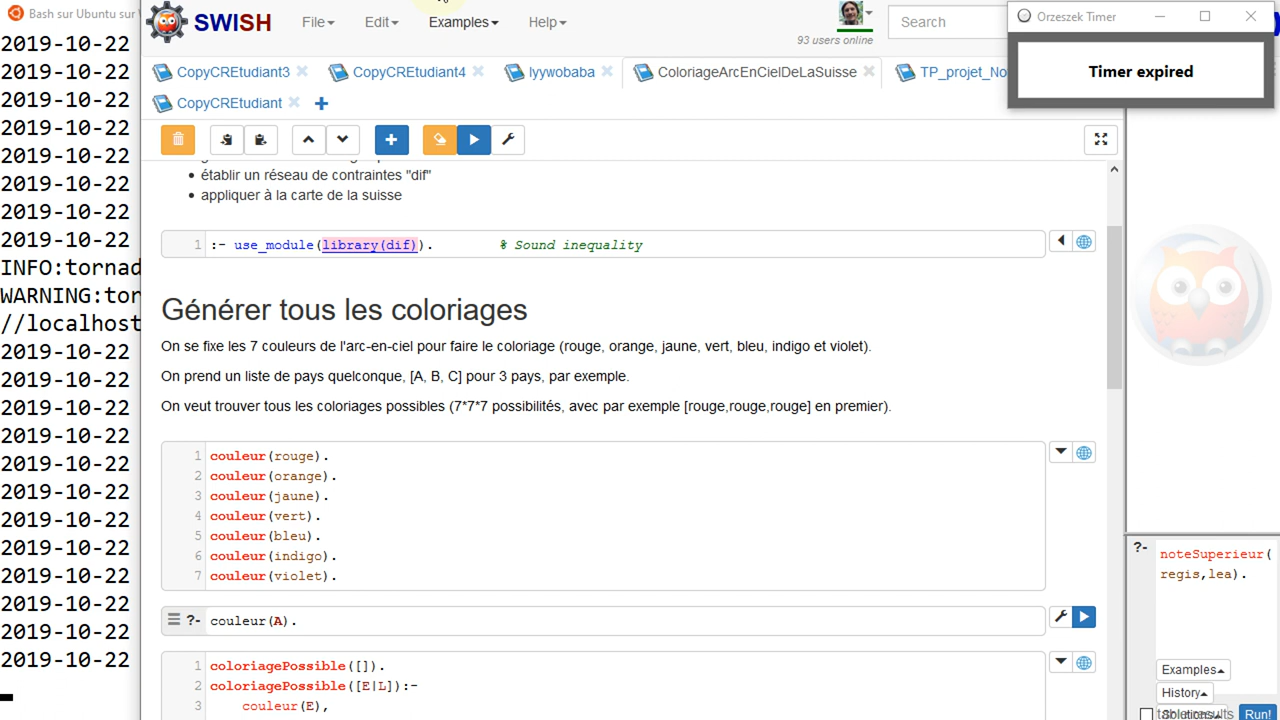 Bash sur Ubuntu sur
2019-10-22
2019-10-22
2019-10-22
2019-10-22
2019-10-22
2019-10-22
2019-10-22
2019-10-22
INFO:tornad
WARNING:tor
//localhost
2019-10-22
2019-10-22
2019-10-22
2019-10-22
2019-10-22
2019-10-22
2019-10-22
2019-10-22
2019-10-22
2019-10-22
2019-10-22
2019-10-22
SWISH
File
Edit
Examples
Help
93 users online
Search
Orzeszek Timer
Timer expired
CopyCREtudiant3
CopyCREtudiant4
ColoriageArcEnCielDeLaSuisse
TP_projet_No
CopyCREtudiant
• établir un réseau de contraintes "dif"
• appliquer à la carte de la suisse
1 :- use_module(library(dif)). % Sound inequality
Générer tous les coloriages
On se fixe les 7 couleurs de l'arc-en-ciel pour faire le coloriage (rouge, orange, jaune, vert, bleu, indigo et violet).
On prend un liste de pays quelconque, [A, B, C] pour 3 pays, par exemple.
On veut trouver tous les coloriages possibles (7*7*7 possibilités, avec par exemple [rouge,rouge,rouge] en premier).
1 couleur(rouge).
2 couleur(orange).
3 couleur(jaune).
4 couleur(vert).
5 couleur(bleu).
6 couleur(indigo).
7 couleur(violet).
?- couleur(A).
1 coloriagePossible([]).
2 coloriagePossible([E|L]):-
3 couleur(E),
?- noteSuperieur(
regis,lea).
Examples
History
table results
Run!